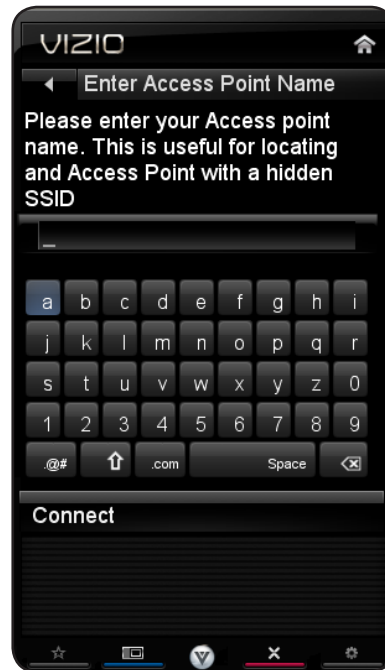 VIZIO
Enter Access Point Name
Please enter your Access point
name. This is useful for locating
and Access Point with a hidden
SSID
_
a b c d e f g h i
j k l m n o p q r
s t u v w x y z 0
1 2 3 4 5 6 7 8 9
.@# .com Space
Connect
V